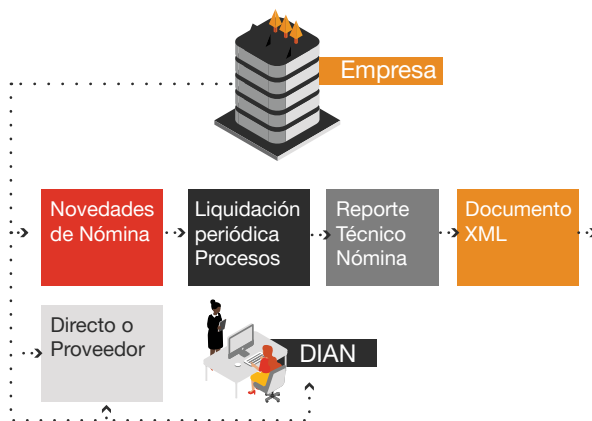 Empresa
Novedades
de Nómina
Liquidación
periódica
Procesos
Reporte
Técnico
Nómina
Documento
XML
Directo o
Proveedor
DIAN